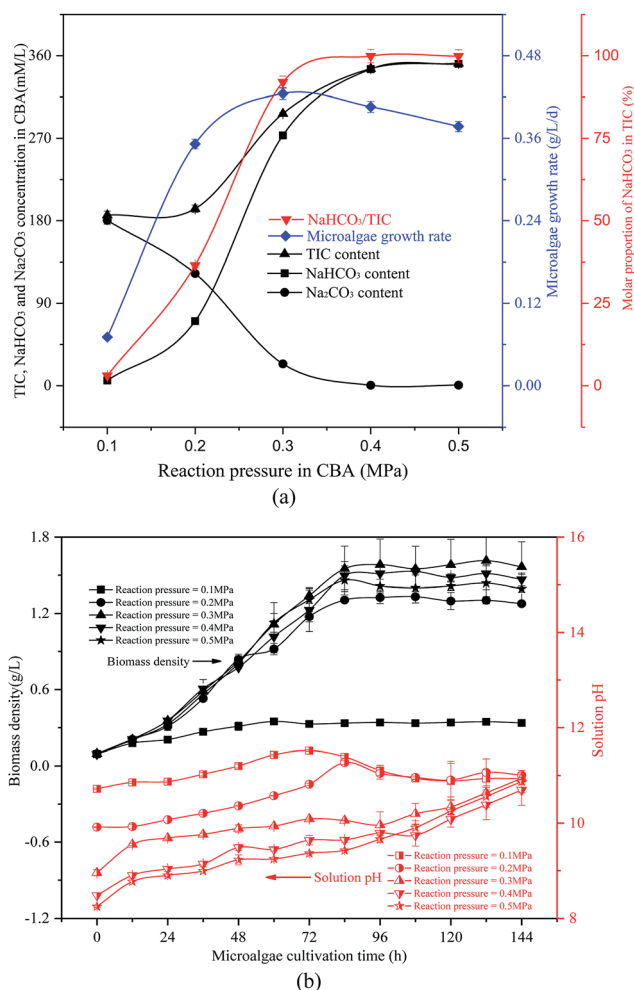 TIC, NaHCO₃ and Na₂CO₃ concentration in CBA(mM/L)
360
270
180
90
0
0.48
0.36
0.24
0.12
0.00
MIcroalgae growth rate (g/L/d)
100
75
50
25
0
Molar proportion of NaHCO₃ in TIC (%)
NaHCO₃/TIC
Microalgae growth rate
TIC content
NaHCO₃ content
Na₂CO₃ content
0.1 0.2 0.3 0.4 0.5
Reaction pressure in CBA (MPa)
(a)
Biomass density(g/L)
1.8
1.2
0.6
0.0
-0.6
-1.2
16
14
12
10
8
Solution pH
Reaction pressure = 0.1MPa
Reaction pressure = 0.2MPa
Reaction pressure = 0.3MPa
Reaction pressure = 0.4MPa
Reaction pressure = 0.5MPa
Biomass density
Solution pH
Reaction pressure = 0.1MPa
Reaction pressure = 0.2MPa
Reaction pressure = 0.3MPa
Reaction pressure = 0.4MPa
Reaction pressure = 0.5MPa
0 24 48 72 96 120 144
Microalgae cultivation time (h)
(b)